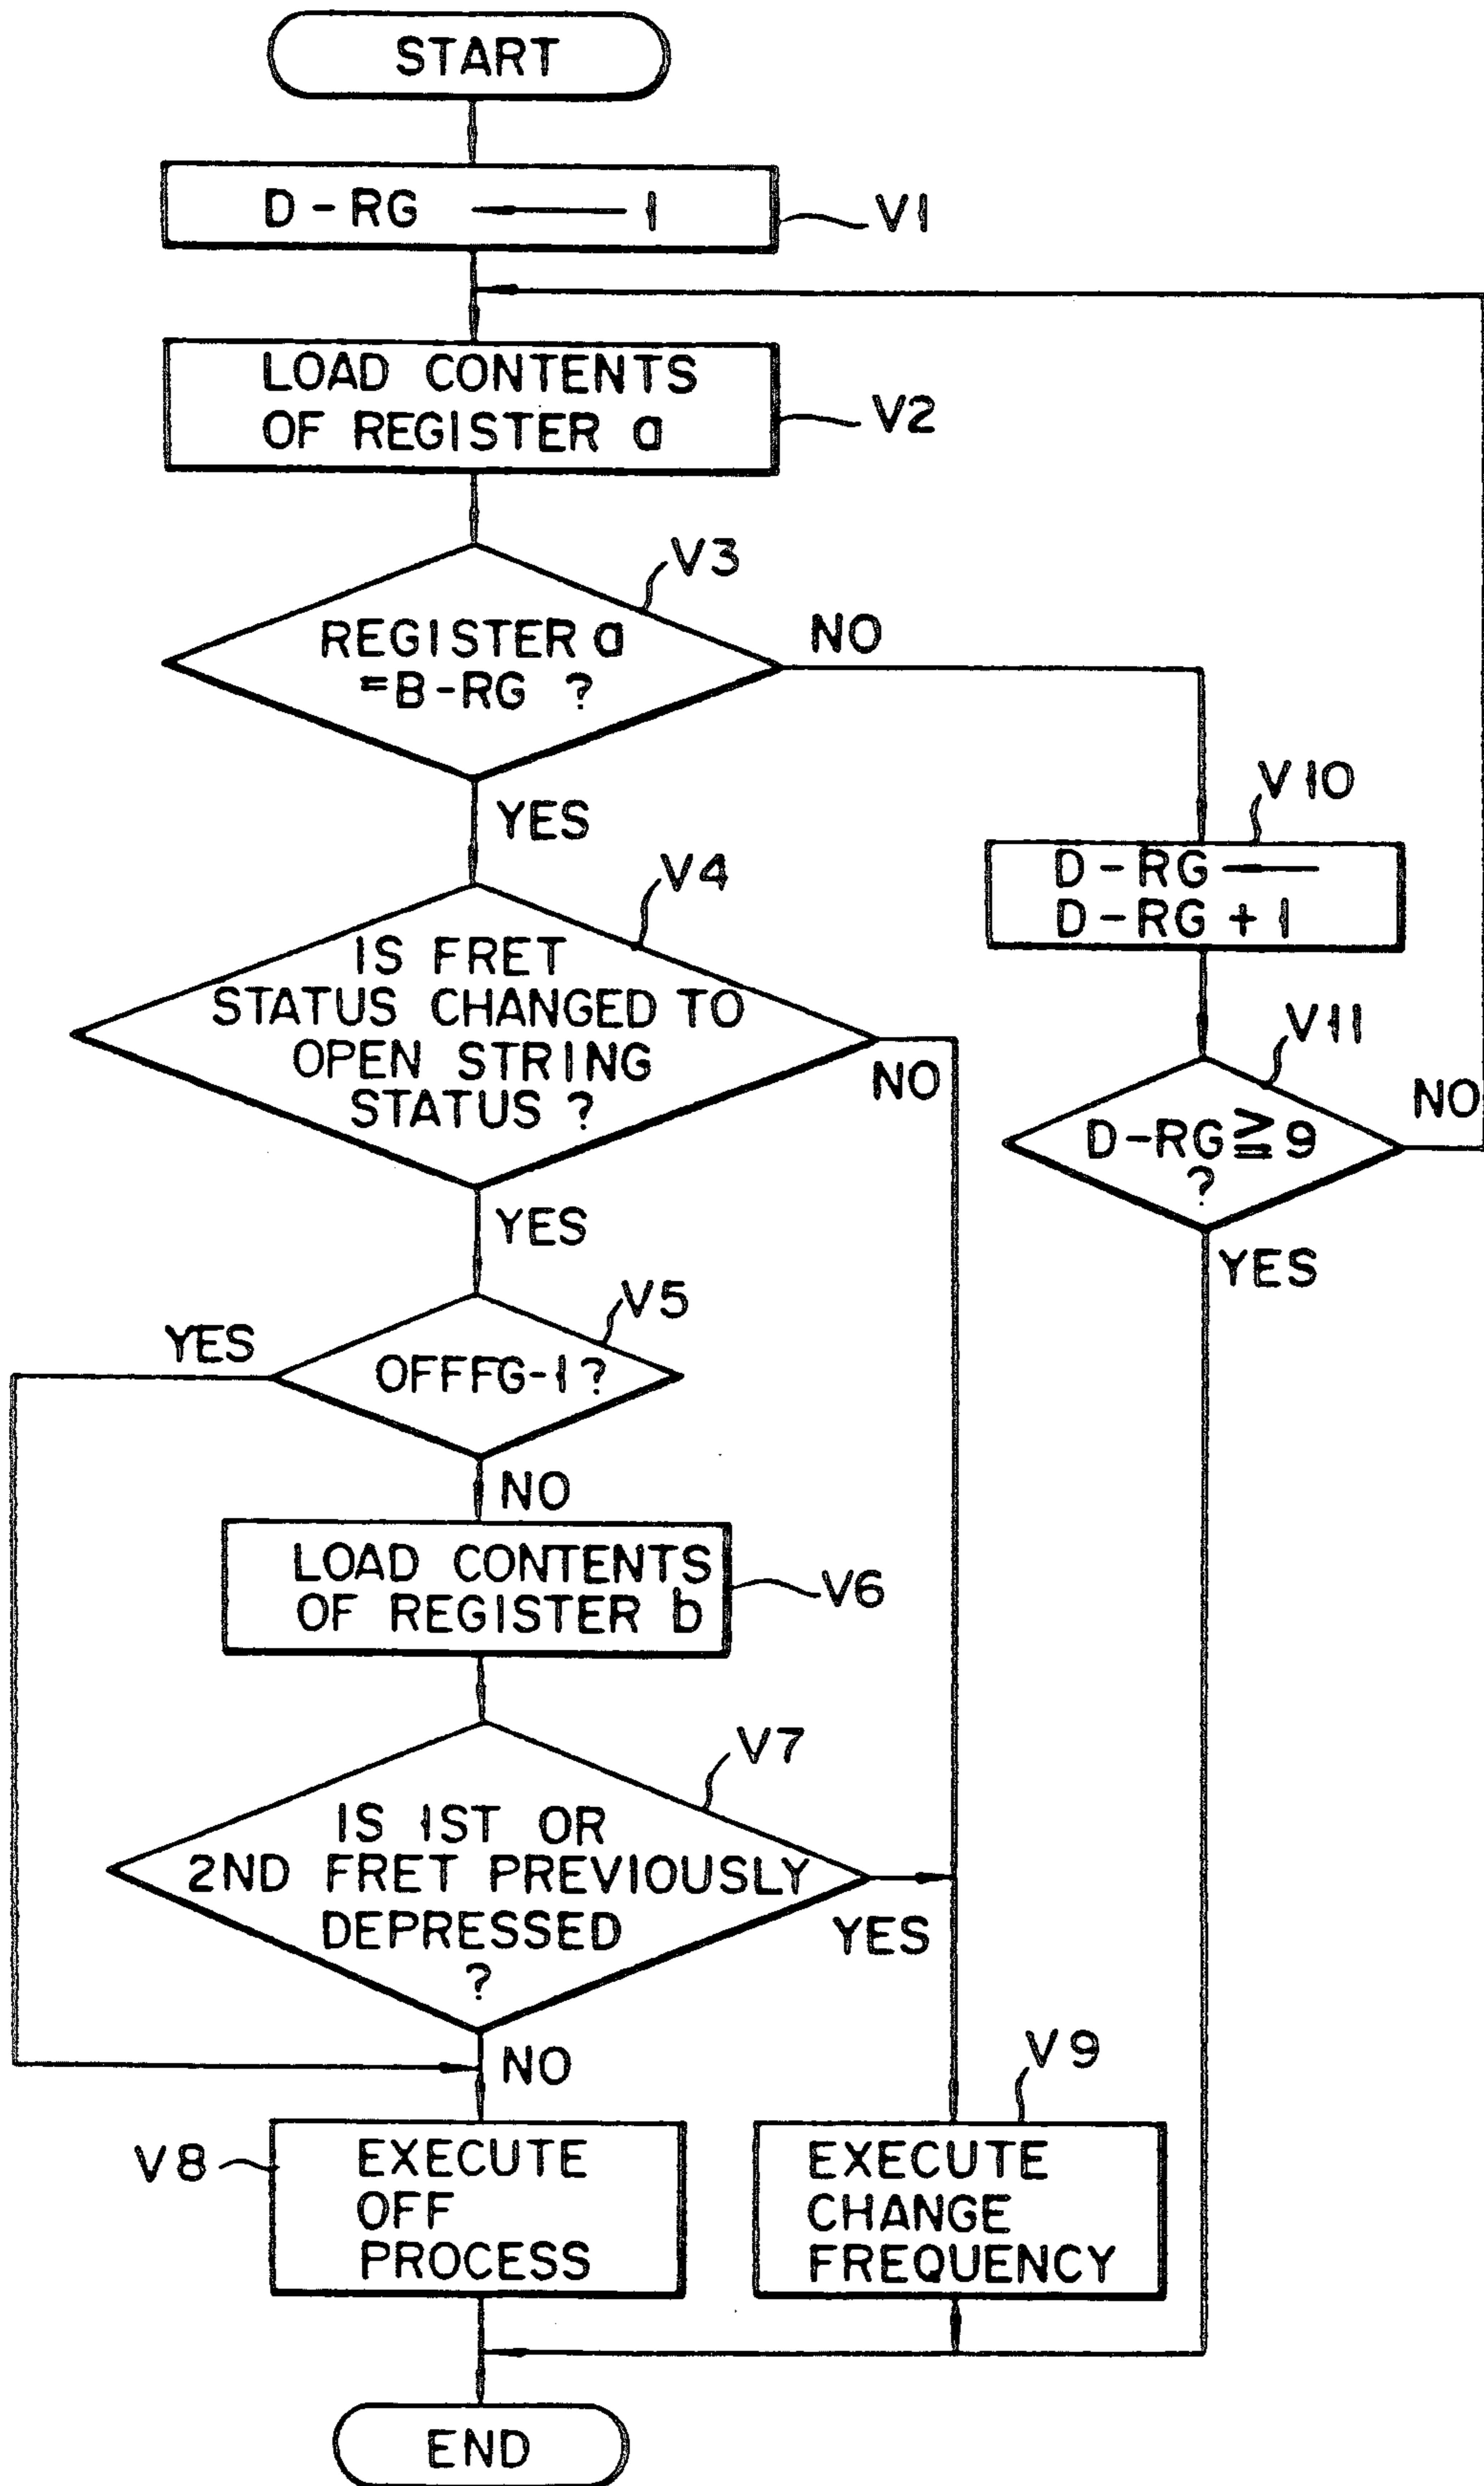 START
D-RG ← 1
V1
LOAD CONTENTS
OF REGISTER a
V2
V3
REGISTER a
=B-RG ?
NO
YES
V10
D-RG ←
D-RG + 1
V4
IS FRET
STATUS CHANGED TO
OPEN STRING
STATUS ?
NO
YES
V11
D-RG ≧ 9
?
NO
YES
V5
OFFFG-1?
YES
NO
LOAD CONTENTS
OF REGISTER b
V6
V7
IS 1ST OR
2ND FRET PREVIOUSLY
DEPRESSED
?
YES
NO
V8
EXECUTE
OFF
PROCESS
V9
EXECUTE
CHANGE
FREQUENCY
END